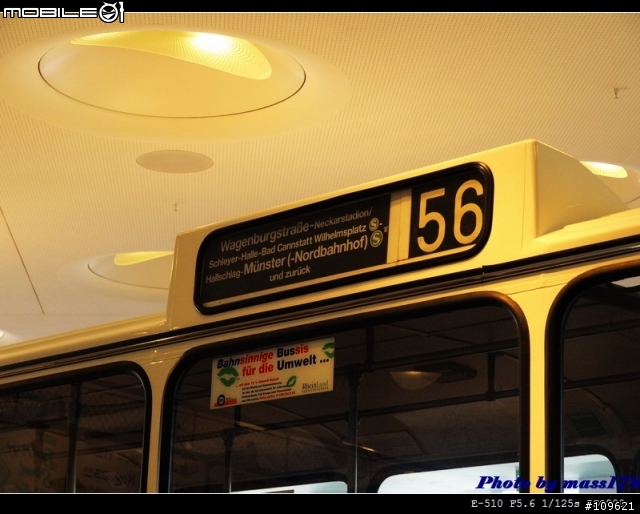 MOBILE01
Wagenburgstraße-Neckarstadion/
Schleyer-Halle-Bad Cannstatt Wilhelmsplatz S-
Hallschlag-Münster (-Nordbahnhof) S
und zurück
56
Bahnsinnige Bussis
für die Umwelt ...
RheinLand
Photo by mass
E-510 F5.6 1/125s
#109621